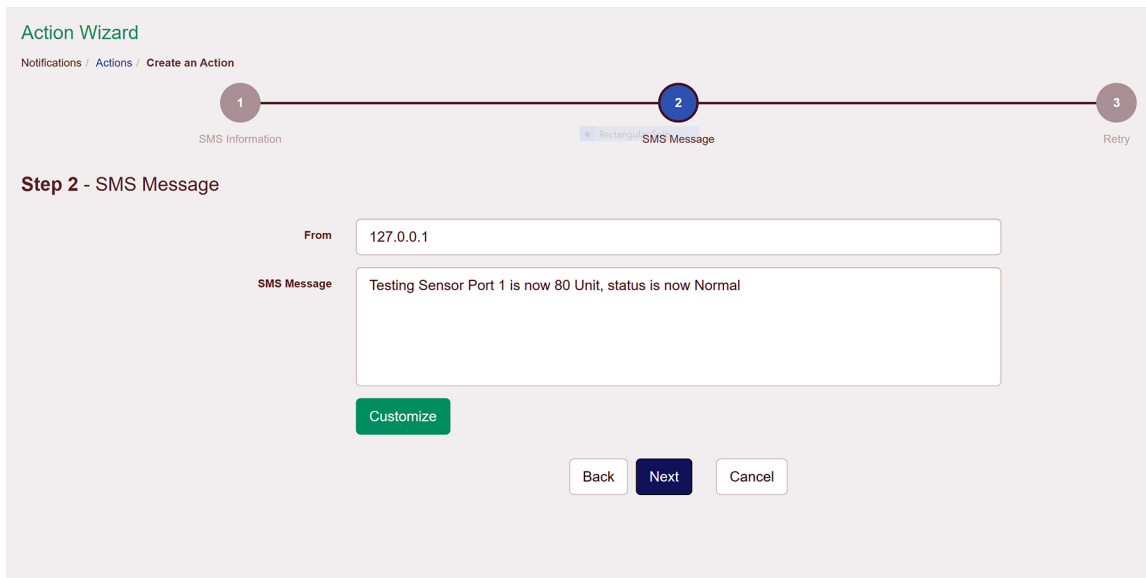 Action Wizard
Notifications / Actions / Create an Action
1 2 3
SMS Information SMS Message Retry
Rectangular
Step 2 - SMS Message
From 127.0.0.1
SMS Message Testing Sensor Port 1 is now 80 Unit, status is now Normal
Customize
Back Next Cancel